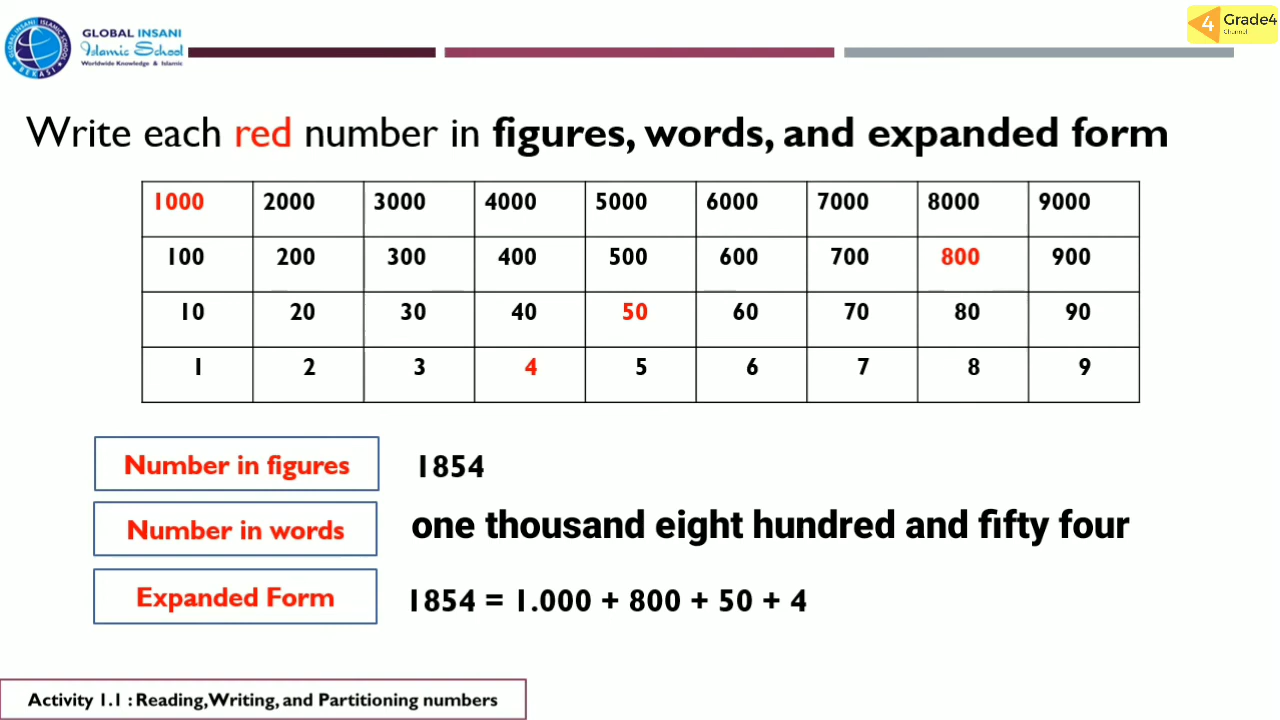 GLOBAL INSANI
Islamic School
Worldwide Knowledge & Islamic
BEKASI
4 Grade4
Channel
Write each red number in figures, words, and expanded form
1000 2000 3000 4000 5000 6000 7000 8000 9000
100 200 300 400 500 600 700 800 900
10 20 30 40 50 60 70 80 90
1 2 3 4 5 6 7 8 9
Number in figures 1854
Number in words one thousand eight hundred and fifty four
Expanded Form 1854 = 1.000 + 800 + 50 + 4
Activity 1.1 : Reading, Writing, and Partitioning numbers